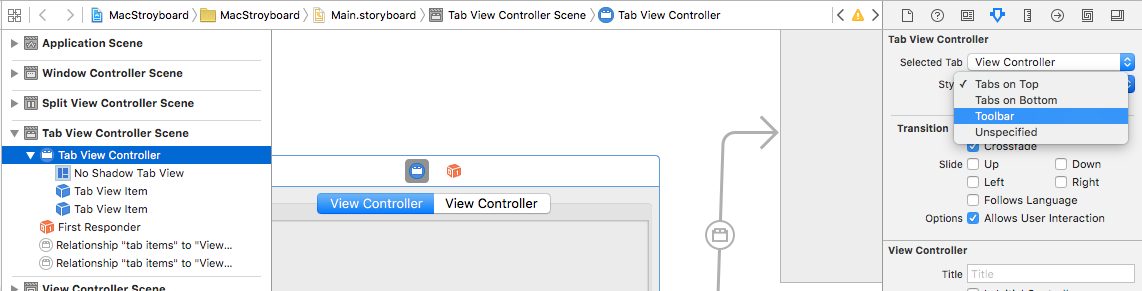 MacStroyboard MacStroyboard Main.storyboard Tab View Controller Scene Tab View Controller
Application Scene
Window Controller Scene
Split View Controller Scene
Tab View Controller Scene
Tab View Controller
No Shadow Tab View
Tab View Item
Tab View Item
First Responder
Relationship "tab items" to "View...
Relationship "tab items" to "View...
View Controller Scene
View Controller View Controller
Tab View Controller
Selected Tab View Controller
Sty ✓ Tabs on Top
Tabs on Bottom
Toolbar
Unspecified
Transition
Crossfade
Slide Up Down
Left Right
Follows Language
Options Allows User Interaction
View Controller
Title Title